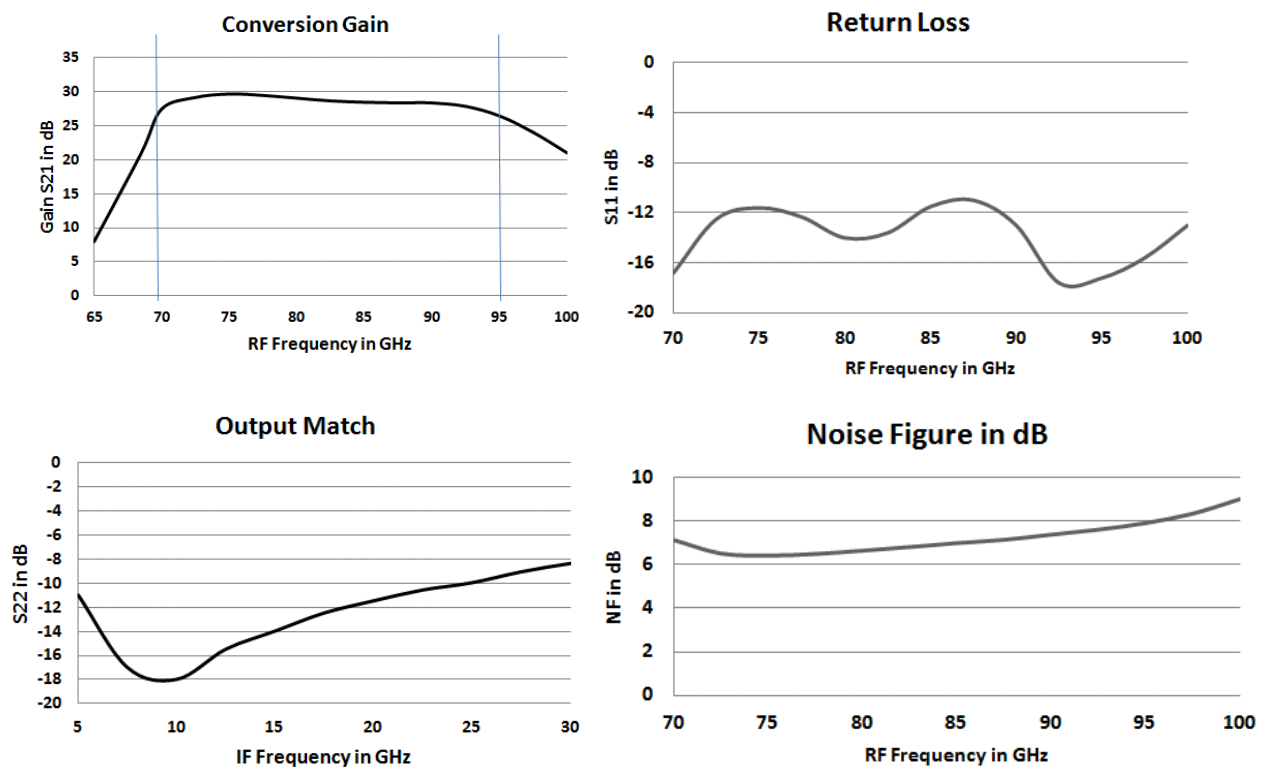 Conversion Gain
35
30
25
20
15
10
5
0
Gain S21 in dB
65 70 75 80 85 90 95 100
RF Frequency in GHz
Return Loss
0
-4
-8
-12
-16
-20
S11 in dB
70 75 80 85 90 95 100
RF Frequency in GHz
Output Match
0
-2
-4
-6
-8
-10
-12
-14
-16
-18
-20
S22 in dB
5 10 15 20 25 30
IF Frequency in GHz
Noise Figure in dB
10
8
6
4
2
0
NF in dB
70 75 80 85 90 95 100
RF Frequency in GHz